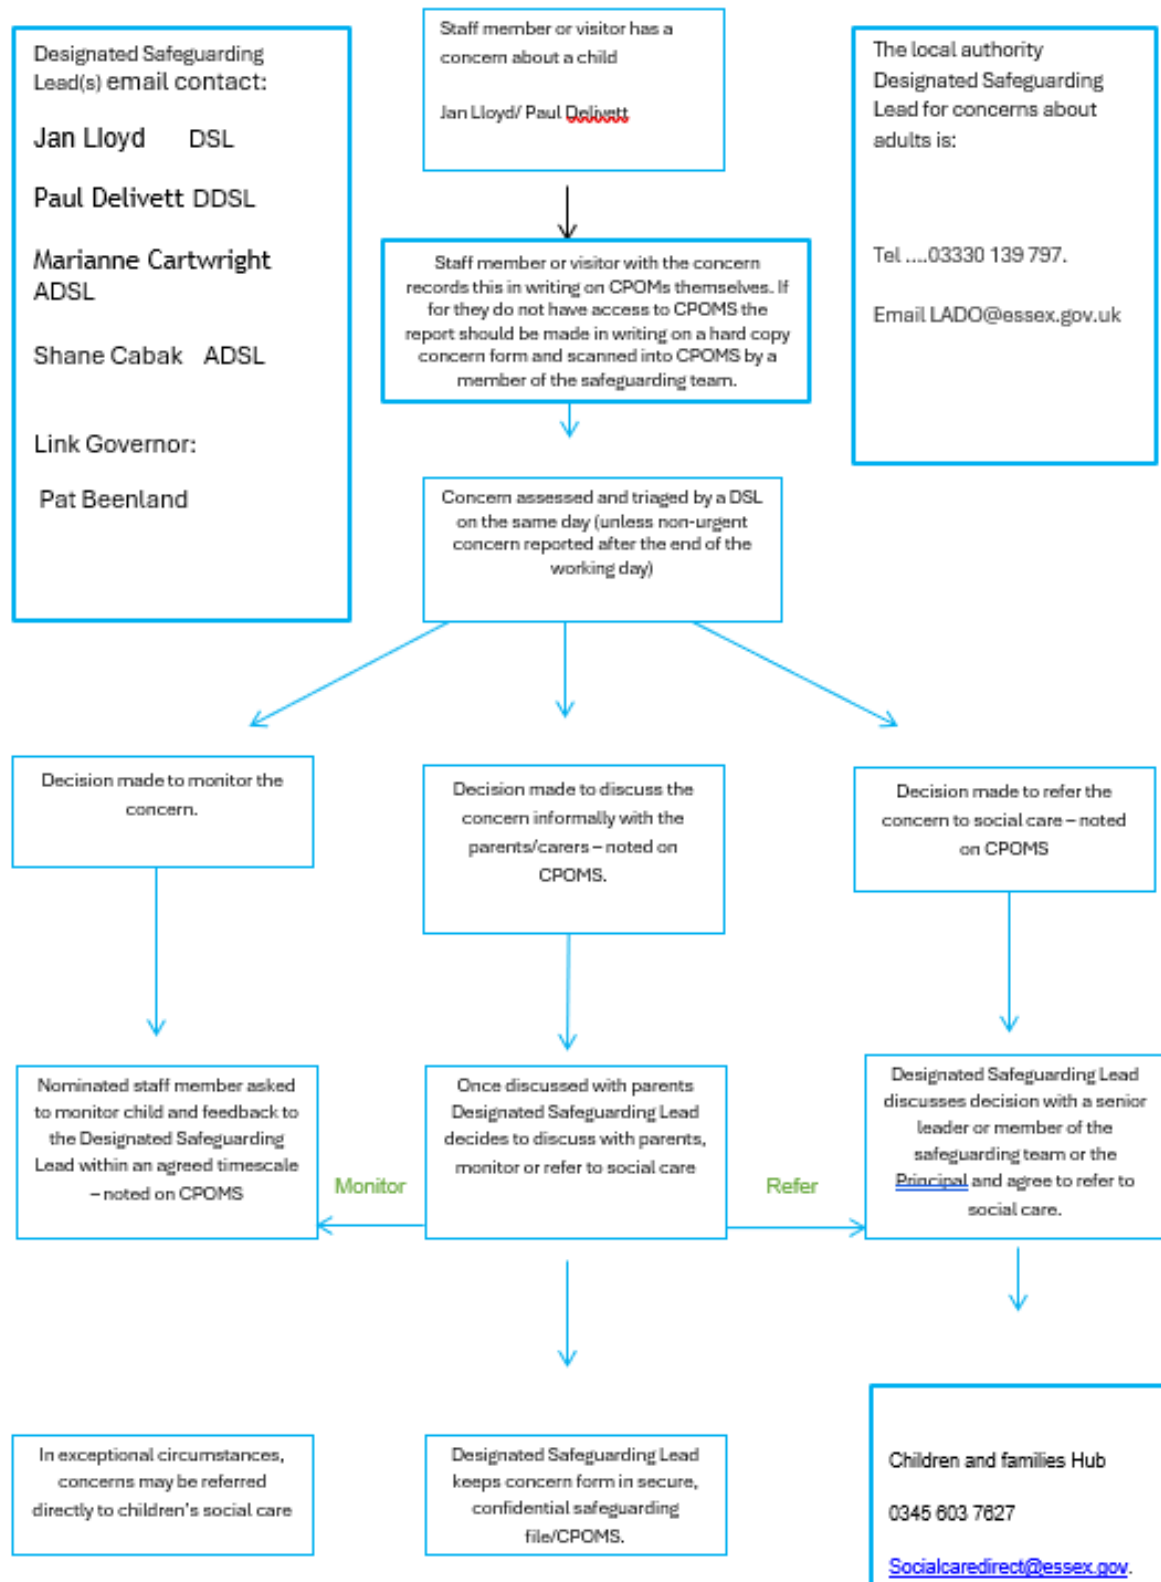 Designated Safeguarding
Lead(s) email contact:
Jan Lloyd DSL
Paul Delivett DDSL
Marianne Cartwright
ADSL
Shane Cabak ADSL
Link Governor:
Pat Beenland
Staff member or visitor has a
concern about a child
Jan Lloyd/ Paul Delivett
The local authority
Designated Safeguarding
Lead for concerns about
adults is:
Tel ....03330 139 797.
Email LADO@essex.gov.uk
Staff member or visitor with the concern
records this in writing on CPOMs themselves. If
for they do not have access to CPOMS the
report should be made in writing on a hard copy
concern form and scanned into CPOMS by a
member of the safeguarding team.
Concern assessed and triaged by a DSL
on the same day (unless non-urgent
concern reported after the end of the
working day)
Decision made to monitor the
concern.
Decision made to discuss the
concern informally with the
parents/carers – noted on
CPOMS.
Decision made to refer the
concern to social care – noted
on CPOMS
Nominated staff member asked
to monitor child and feedback to
the Designated Safeguarding
Lead within an agreed timescale
– noted on CPOMS
Monitor
Once discussed with parents
Designated Safeguarding Lead
decides to discuss with parents,
monitor or refer to social care
Refer
Designated Safeguarding Lead
discusses decision with a senior
leader or member of the
safeguarding team or the
Principal and agree to refer to
social care.
In exceptional circumstances,
concerns may be referred
directly to children's social care
Designated Safeguarding Lead
keeps concern form in secure,
confidential safeguarding
file/CPOMS.
Children and families Hub
0345 603 7627
Socialcaredirect@essex.gov.